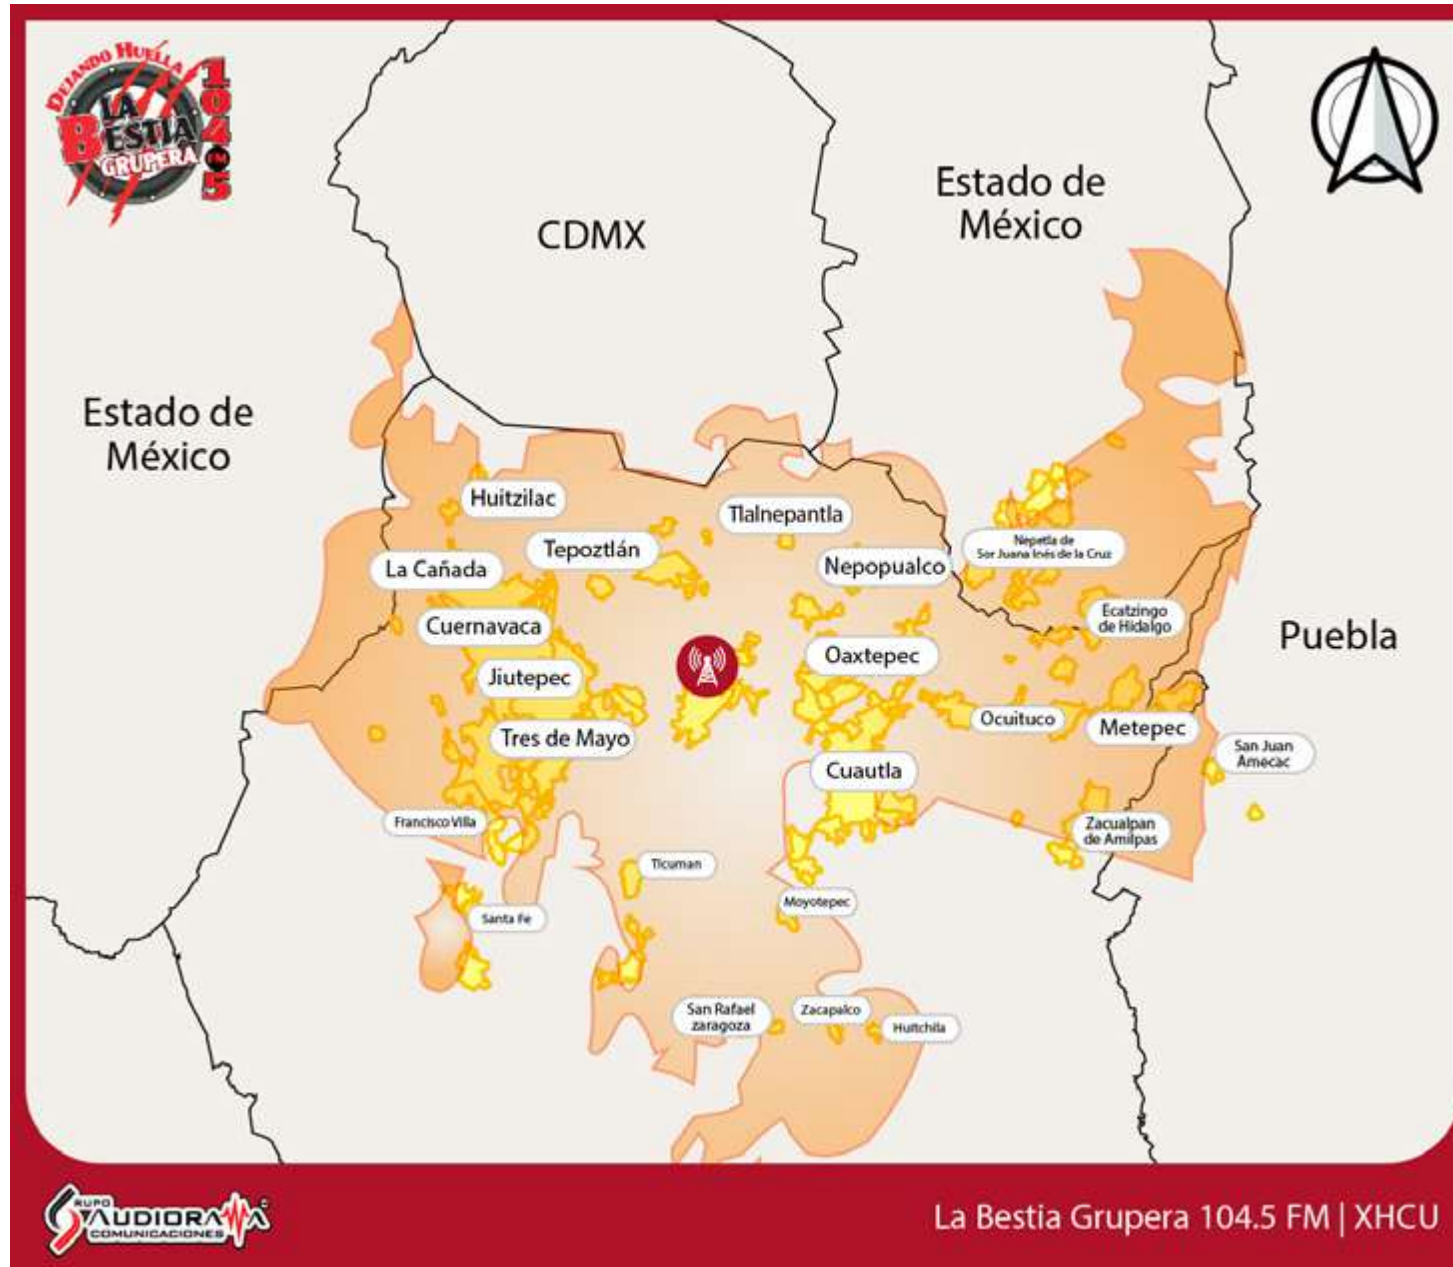 DEJANDO HUELLA
LA
BESTIA
GRUPERA
104.5
FM
CDMX
Estado de
México
Estado de
México
Huitzilac
Tlalnepantla
Tepoztlán
Nepetla de
Sor Juana Inés de la Cruz
La Cañada
Nepopualco
Ecatzingo
de Hidalgo
Cuernavaca
Puebla
Oaxtepec
Jiutepec
Ocuituco
Metepec
Tres de Mayo
San Juan
Amecac
Cuautla
Francisco Villa
Zacualpan
de Amilpas
Ticuman
Moyotepec
Santa Fe
San Rafael
zaragoza
Zacapalco
Huitchila
GRUPO
AUDIORAMA
COMUNICACIONES
La Bestia Grupera 104.5 FM | XHCU